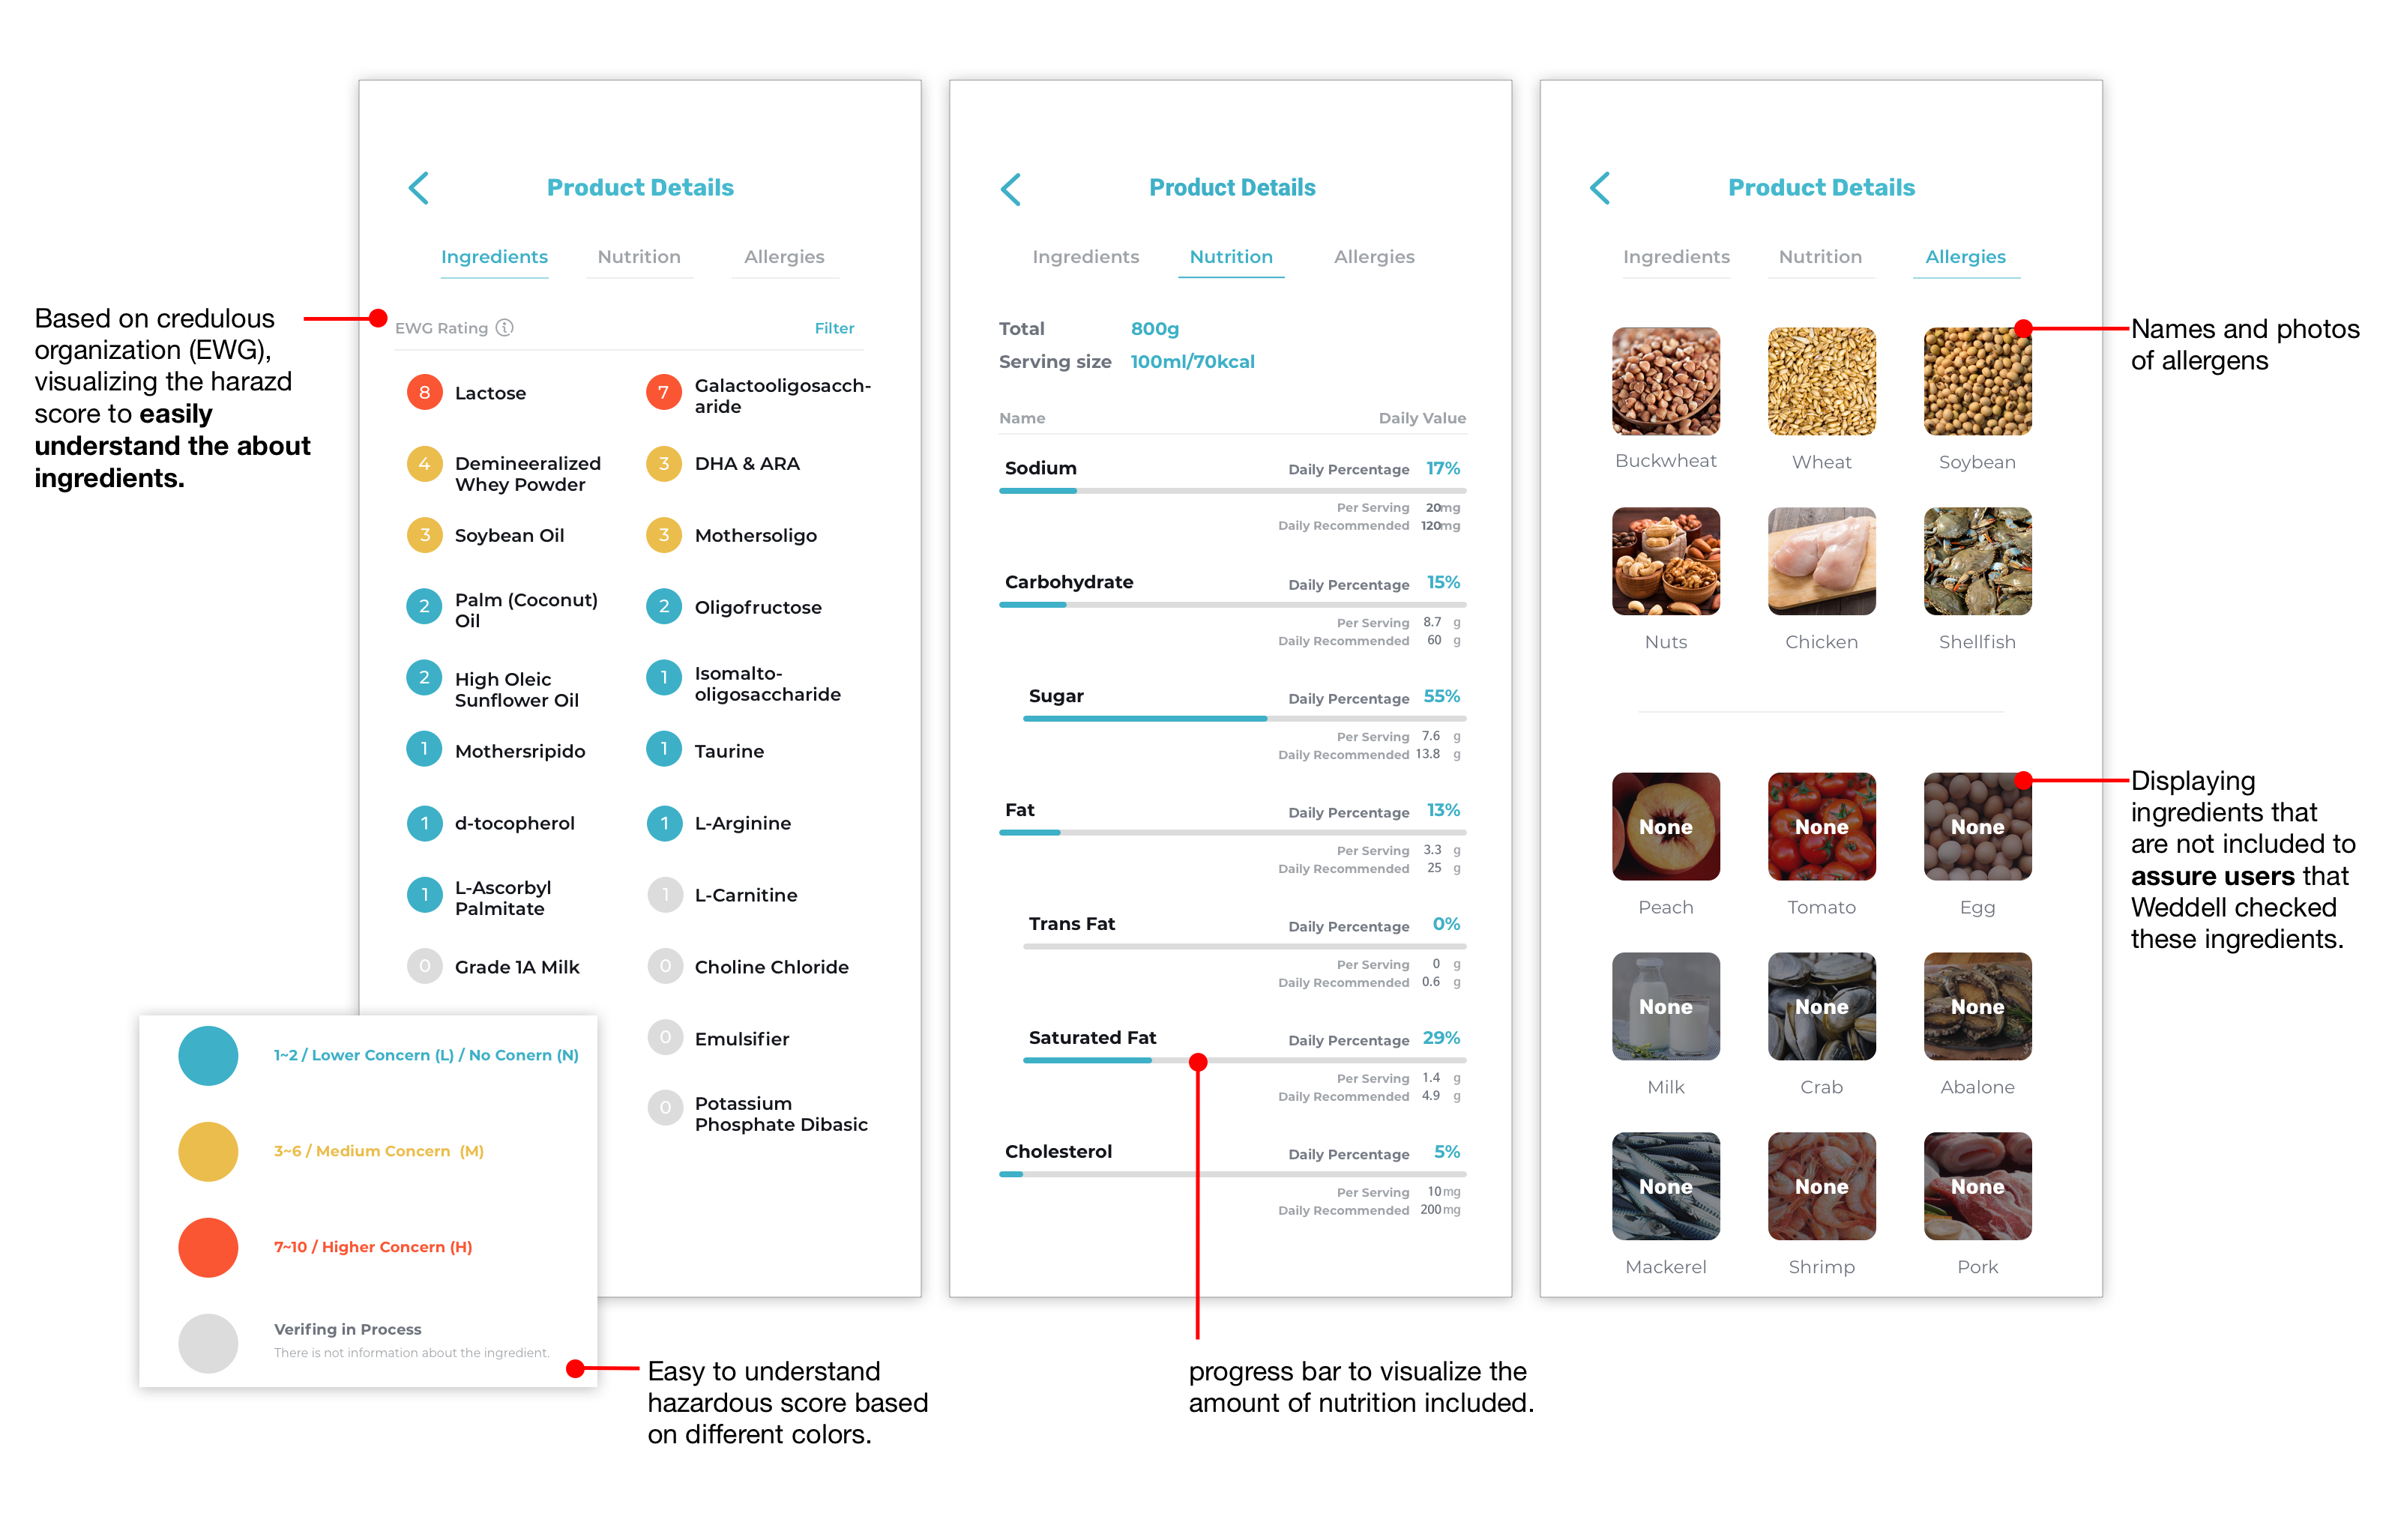 Based on credulous
organization (EWG),
visualizing the harazd
score to easily
understand the about
ingredients.
Product Details
Ingredients Nutrition Allergies
EWG Rating i Filter
8 Lactose
7 Galactooligosacch-
aride
4 Demineeralized
Whey Powder
3 DHA & ARA
3 Soybean Oil
3 Mothersoligo
2 Palm (Coconut)
Oil
2 Oligofructose
2 High Oleic
Sunflower Oil
1 Isomalto-
oligosaccharide
1 Mothersripido
1 Taurine
1 d-tocopherol
1 L-Arginine
1 L-Ascorbyl
Palmitate
1 L-Carnitine
0 Grade 1A Milk
0 Choline Chloride
0 Emulsifier
0 Potassium
Phosphate Dibasic
1~2 / Lower Concern (L) / No Conern (N)
3~6 / Medium Concern (M)
7~10 / Higher Concern (H)
Verifing in Process
There is not information about the ingredient.
Easy to understand
hazardous score based
on different colors.
Product Details
Ingredients Nutrition Allergies
Total 800g
Serving size 100ml/70kcal
Name Daily Value
Sodium Daily Percentage 17%
Per Serving 20mg
Daily Recommended 120mg
Carbohydrate Daily Percentage 15%
Per Serving 8.7 g
Daily Recommended 60 g
Sugar Daily Percentage 55%
Per Serving 7.6 g
Daily Recommended 13.8 g
Fat Daily Percentage 13%
Per Serving 3.3 g
Daily Recommended 25 g
Trans Fat Daily Percentage 0%
Per Serving 0 g
Daily Recommended 0.6 g
Saturated Fat Daily Percentage 29%
Per Serving 1.4 g
Daily Recommended 4.9 g
Cholesterol Daily Percentage 5%
Per Serving 10mg
Daily Recommended 200mg
progress bar to visualize the
amount of nutrition included.
Product Details
Ingredients Nutrition Allergies
Buckwheat Wheat Soybean
Nuts Chicken Shellfish
None None None
Peach Tomato Egg
None None None
Milk Crab Abalone
None None None
Mackerel Shrimp Pork
Names and photos
of allergens
Displaying
ingredients that
are not included to
assure users that
Weddell checked
these ingredients.